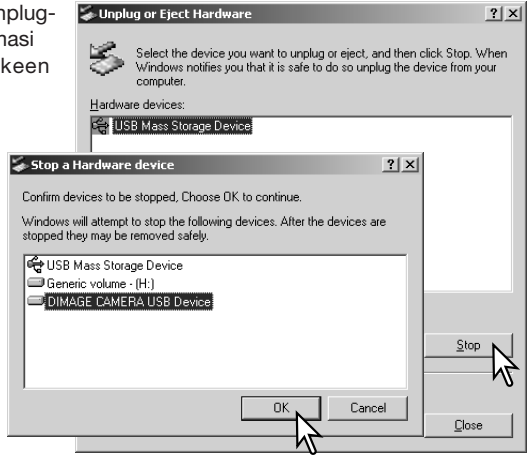 Unplug or Eject Hardware
Select the device you want to unplug or eject, and then click Stop. When
Windows notifies you that it is safe to do so unplug the device from your
computer.
Hardware devices:
USB Mass Storage Device
Stop a Hardware device
Confirm devices to be stopped, Choose OK to continue.
Windows will attempt to stop the following devices. After the devices are
stopped they may be removed safely.
USB Mass Storage Device
Generic volume - (H:)
DIMAGE CAMERA USB Device
OK
Cancel
Stop
Close